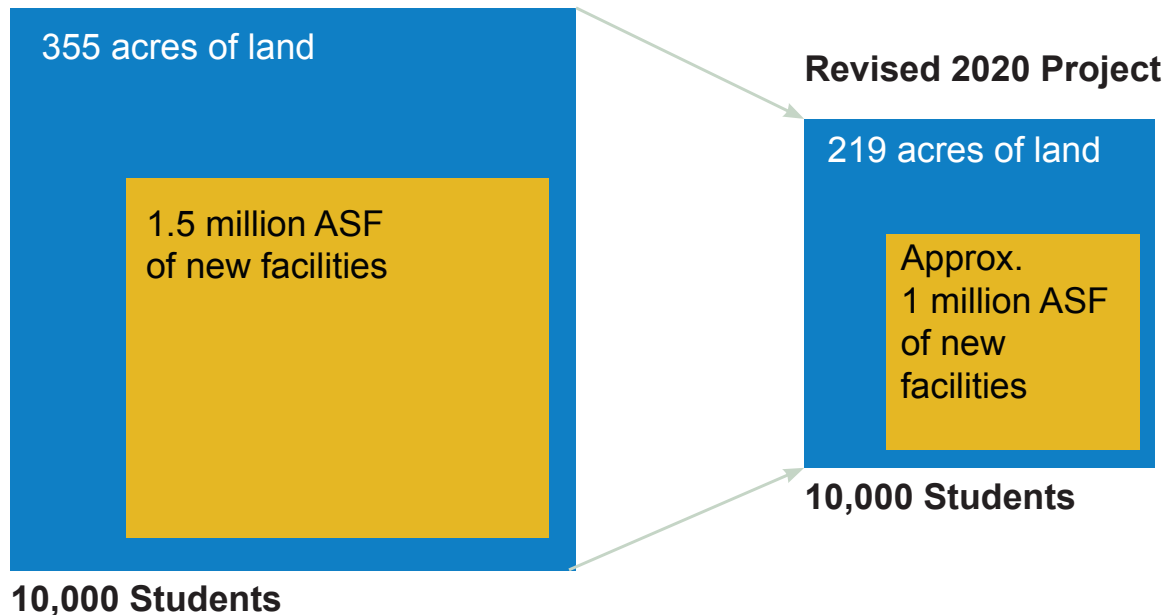 355 acres of land
1.5 million ASF
of new facilities
10,000 Students
Revised 2020 Project
219 acres of land
Approx.
1 million ASF
of new
facilities
10,000 Students